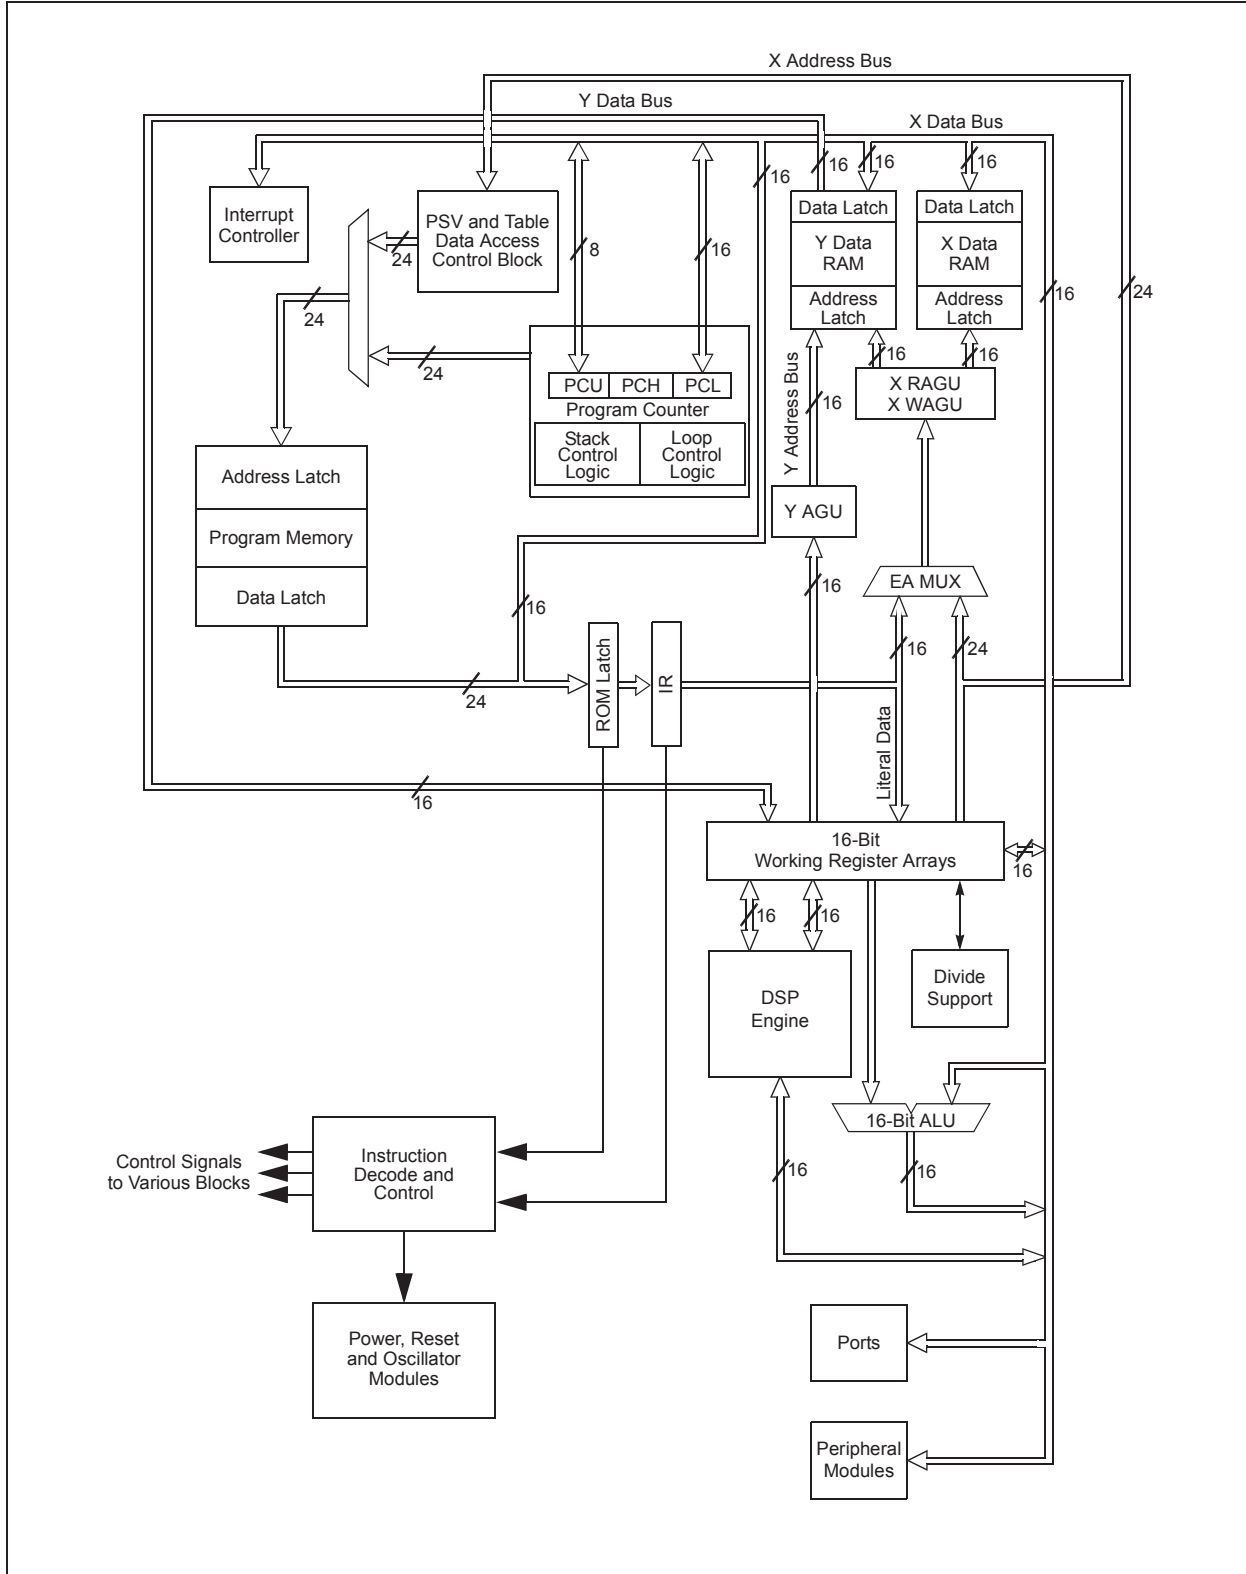 X Address Bus
Y Data Bus
X Data Bus
16
16
16
16
Interrupt
Controller
PSV and Table
Data Access
Control Block
24
8
16
Data Latch
Y Data
RAM
Address
Latch
Data Latch
X Data
RAM
Address
Latch
16
24
24
24
16
16
X RAGU
X WAGU
PCU
PCH
PCL
Program Counter
Stack
Control
Logic
Loop
Control
Logic
Y Address Bus
16
Address Latch
Program Memory
Data Latch
Y AGU
EA MUX
16
16
16
24
24
ROM Latch
IR
Literal Data
16
16-Bit
Working Register Arrays
16
16
16
DSP
Engine
Divide
Support
16-Bit ALU
16
16
Control Signals
to Various Blocks
Instruction
Decode and
Control
Power, Reset
and Oscillator
Modules
Ports
Peripheral
Modules